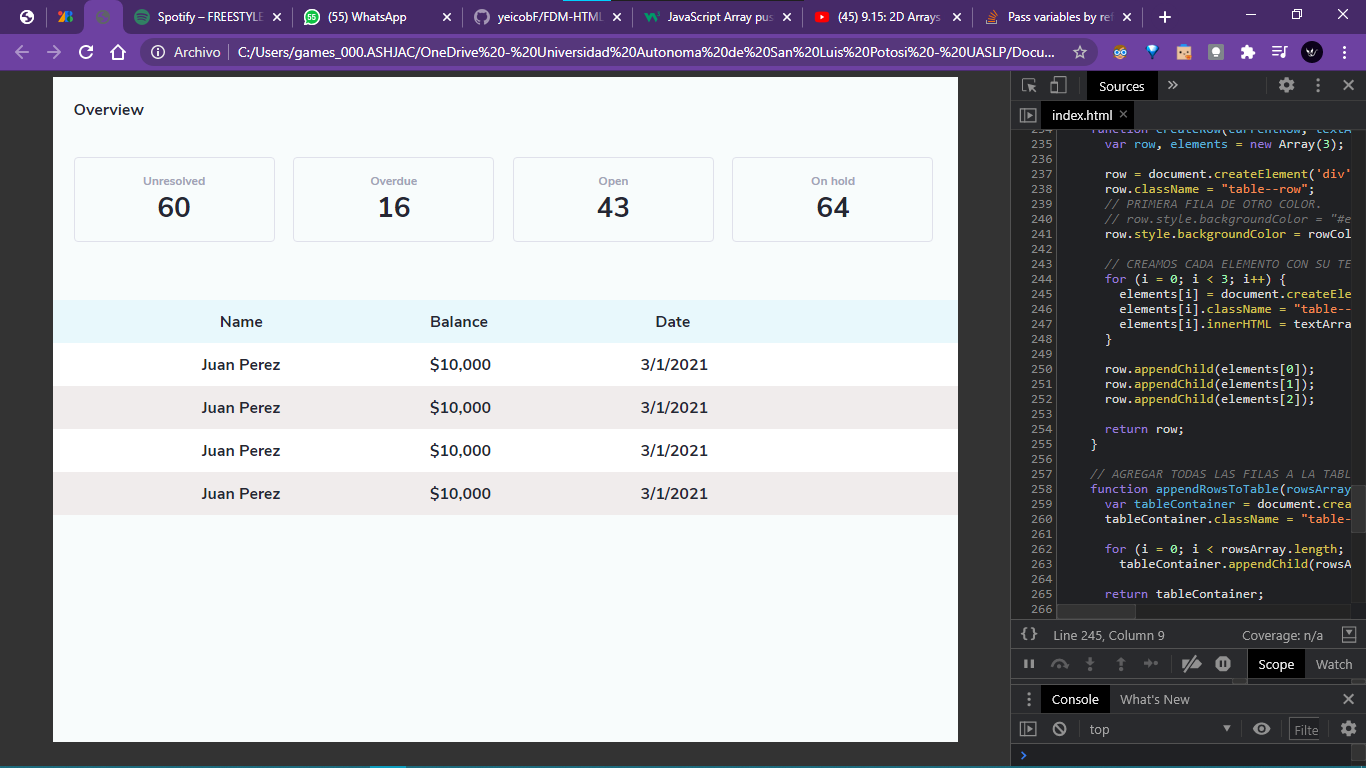 Spotify – FREESTYLE
(55) WhatsApp
yeicobF/FDM-HTML
JavaScript Array pus
(45) 9.15: 2D Arrays
Pass variables by ref
Archivo
C:/Users/games_000.ASHJAC/OneDrive%20-%20Universidad%20Autonoma%20de%20San%20Luis%20Potosi%20-%20UASLP/Docu...
Overview
Unresolved
60
Overdue
16
Open
43
On hold
64
Name Balance Date
Juan Perez $10,000 3/1/2021
Juan Perez $10,000 3/1/2021
Juan Perez $10,000 3/1/2021
Juan Perez $10,000 3/1/2021
Sources
index.html
234 function createRow(currentRow, textA
235 var row, elements = new Array(3);
236
237 row = document.createElement('div'
238 row.className = "table--row";
239 // PRIMERA FILA DE OTRO COLOR.
240 // row.style.backgroundColor = "#e
241 row.style.backgroundColor = rowCol
242
243 // CREAMOS CADA ELEMENTO CON SU TE
244 for (i = 0; i < 3; i++) {
245 elements[i] = document.createEle
246 elements[i].className = "table--
247 elements[i].innerHTML = textArra
248 }
249
250 row.appendChild(elements[0]);
251 row.appendChild(elements[1]);
252 row.appendChild(elements[2]);
253
254 return row;
255 }
256
257 // AGREGAR TODAS LAS FILAS A LA TABL
258 function appendRowsToTable(rowsArray
259 var tableContainer = document.crea
260 tableContainer.className = "table-
261
262 for (i = 0; i < rowsArray.length;
263 tableContainer.appendChild(rowsA
264
265 return tableContainer;
266
{} Line 245, Column 9 Coverage: n/a
Scope Watch
Console What's New
top Filte